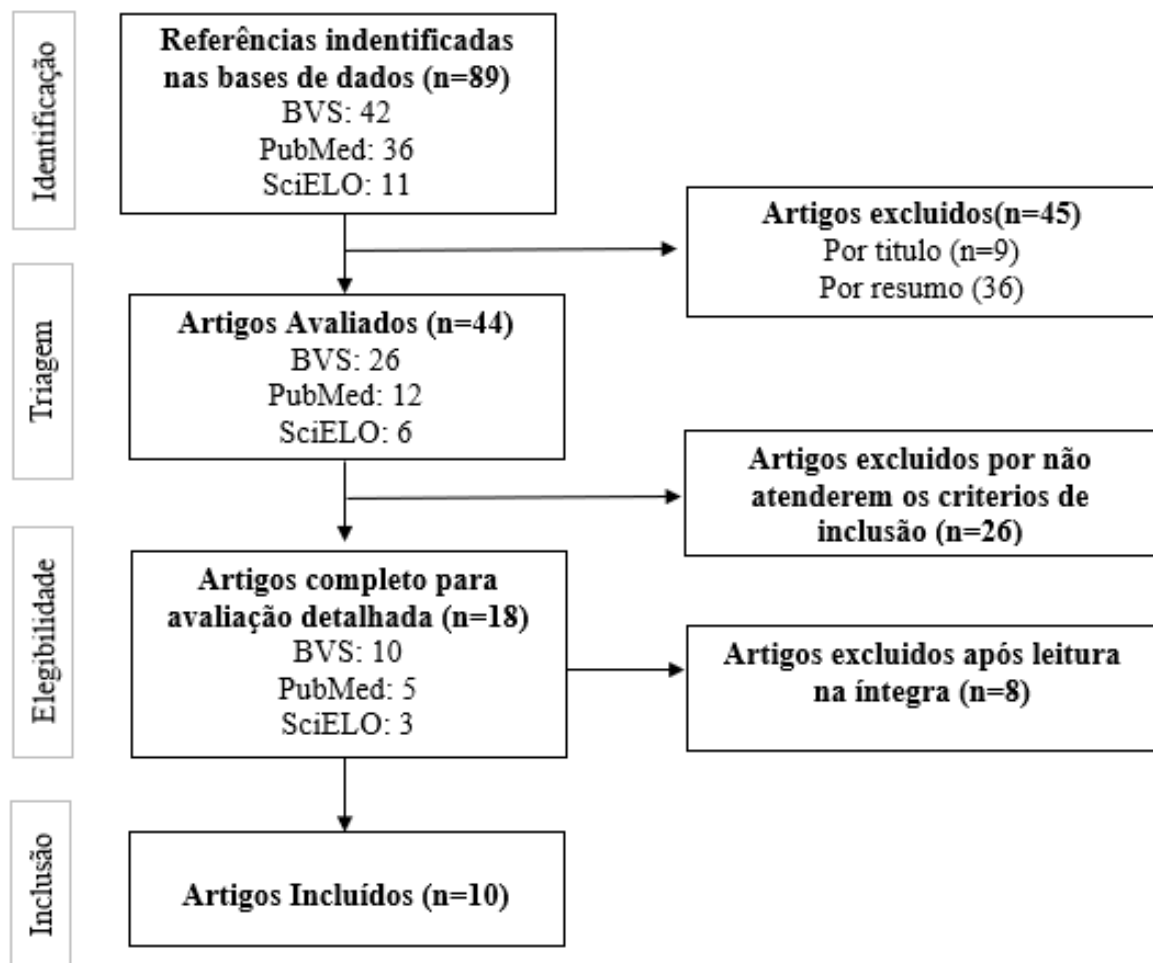 Identificação
Referências indentificadas
nas bases de dados (n=89)
BVS: 42
PubMed: 36
SciELO: 11
Artigos excluidos(n=45)
Por titulo (n=9)
Por resumo (36)
Triagem
Artigos Avaliados (n=44)
BVS: 26
PubMed: 12
SciELO: 6
Artigos excluidos por não
atenderem os criterios de
inclusão (n=26)
Elegibilidade
Artigos completo para
avaliação detalhada (n=18)
BVS: 10
PubMed: 5
SciELO: 3
Artigos excluidos após leitura
na íntegra (n=8)
Inclusão
Artigos Incluídos (n=10)